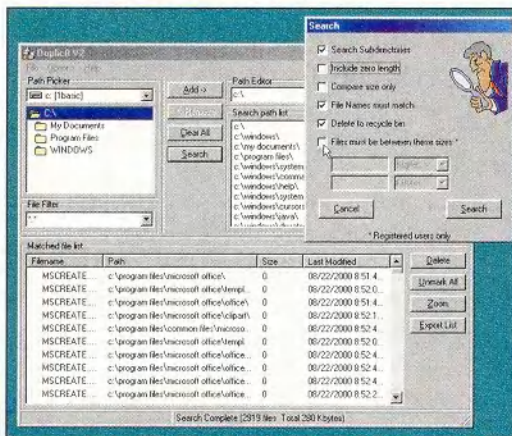 Search
Search Subdirectories
Include zero length
Compare size only
File Names must match
Delete to recycle bin
Files must be between these sizes *
Cancel
Search
* Registered users only
Duplic8 V2
File Options Help
Path Picker
c: [1basic]
C:\
My Documents
Program Files
WINDOWS
File Filter
*.*
Add ->
Clear All
Search
Path Editor
c:\
Search path list
c:\
c:\windows\
c:\my documents\
c:\program files\
c:\windows\system
c:\windows\comma
c:\windows\help\
c:\windows\system
c:\windows\cursors
c:\windows\java\
Matched file list
Filename Path Size Last Modified
MSCREATE... c:\program files\microsoft office\ 0 08/22/2000 8:51:4...
MSCREATE... c:\program files\microsoft office\templ... 0 08/22/2000 8:52:0...
MSCREATE... c:\program files\microsoft office\office\ 0 08/22/2000 8:51:4...
MSCREATE... c:\program files\microsoft office\clipart\ 0 08/22/2000 8:52:1...
MSCREATE... c:\program files\common files\microso... 0 08/22/2000 8:52:4...
MSCREATE... c:\program files\microsoft office\templ... 0 08/22/2000 8:52:0...
MSCREATE... c:\program files\microsoft office\office... 0 08/22/2000 8:52:4...
MSCREATE... c:\program files\microsoft office\office... 0 08/22/2000 8:52:4...
MSCREATE... c:\program files\microsoft office\office... 0 08/22/2000 8:52:4...
MSCREATE... c:\program files\microsoft office\office... 0 08/22/2000 8:52:2...
Delete
Unmark All
Zoom
Export List
Search Complete (2919 files Total 280 Kbytes)